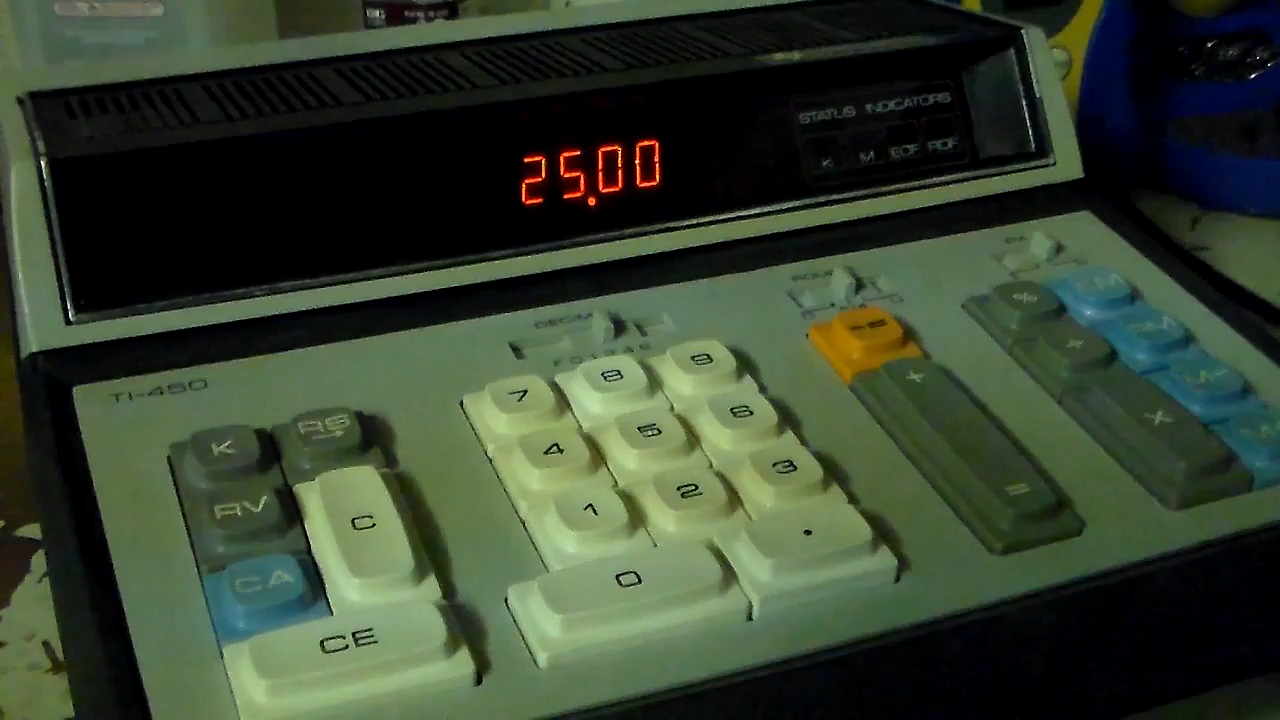 STATUS INDICATORS
K M EOF ROF
25.00
TI-450
K RS
RV C
CA
CE
7 8 9
4 5 6
1 2 3
0 .
-=
+
=
%
÷
X